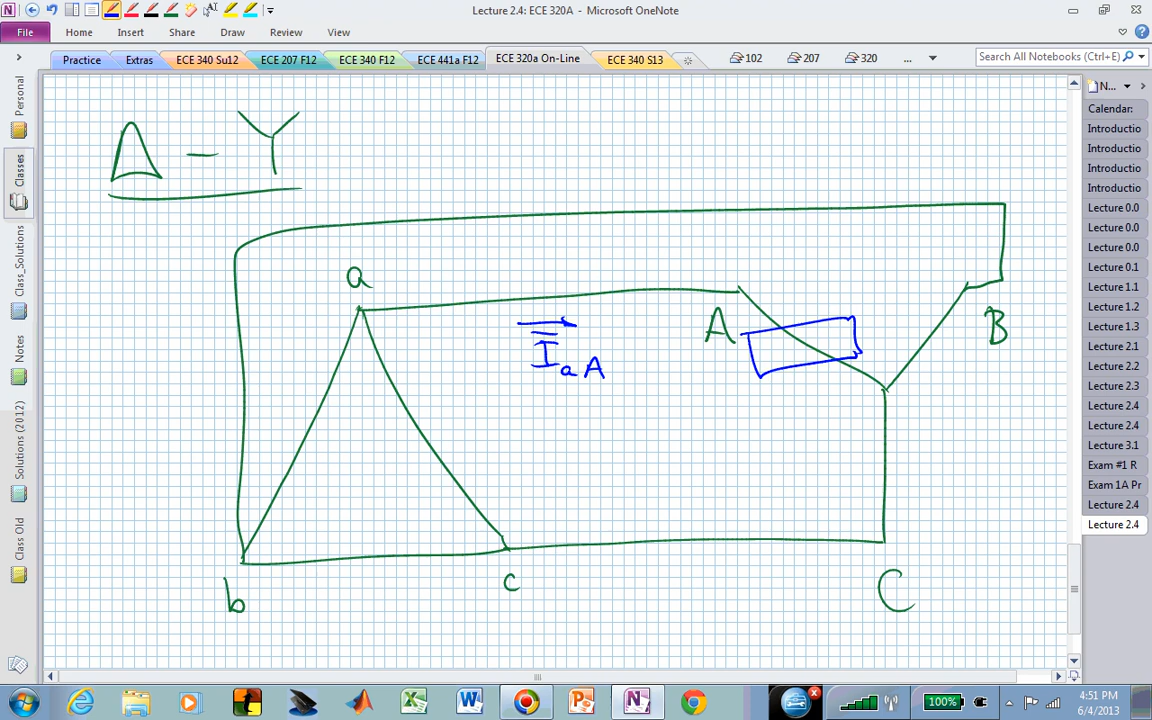 Lecture 2.4: ECE 320A - Microsoft OneNote
File Home Insert Share Draw Review View
Practice Extras ECE 340 Su12 ECE 207 F12 ECE 340 F12 ECE 441a F12 ECE 320a On-Line ECE 340 S13 102 207 320 ... Search All Notebooks (Ctrl+E)
Personal
Classes
Class_Solutions
Notes
Solutions (2012)
Class Old
Δ - Y
a
A
B
I aA
b
c
C
N...
Calendar:
Introductio
Introductio
Introductio
Introductio
Lecture 0.0
Lecture 0.0
Lecture 0.0
Lecture 0.1
Lecture 1.1
Lecture 1.2
Lecture 1.3
Lecture 2.1
Lecture 2.2
Lecture 2.3
Lecture 2.4
Lecture 2.4
Lecture 3.1
Exam #1 R
Exam 1A Pr
Lecture 2.4
Lecture 2.4
100%
4:51 PM
6/4/2013